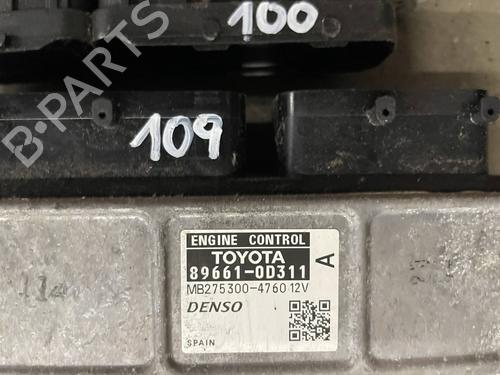 100
B-PARTS
109
ENGINE CONTROL
TOYOTA
89661-0D311
A
MB275300-4760 12V
DENSO
SPAIN